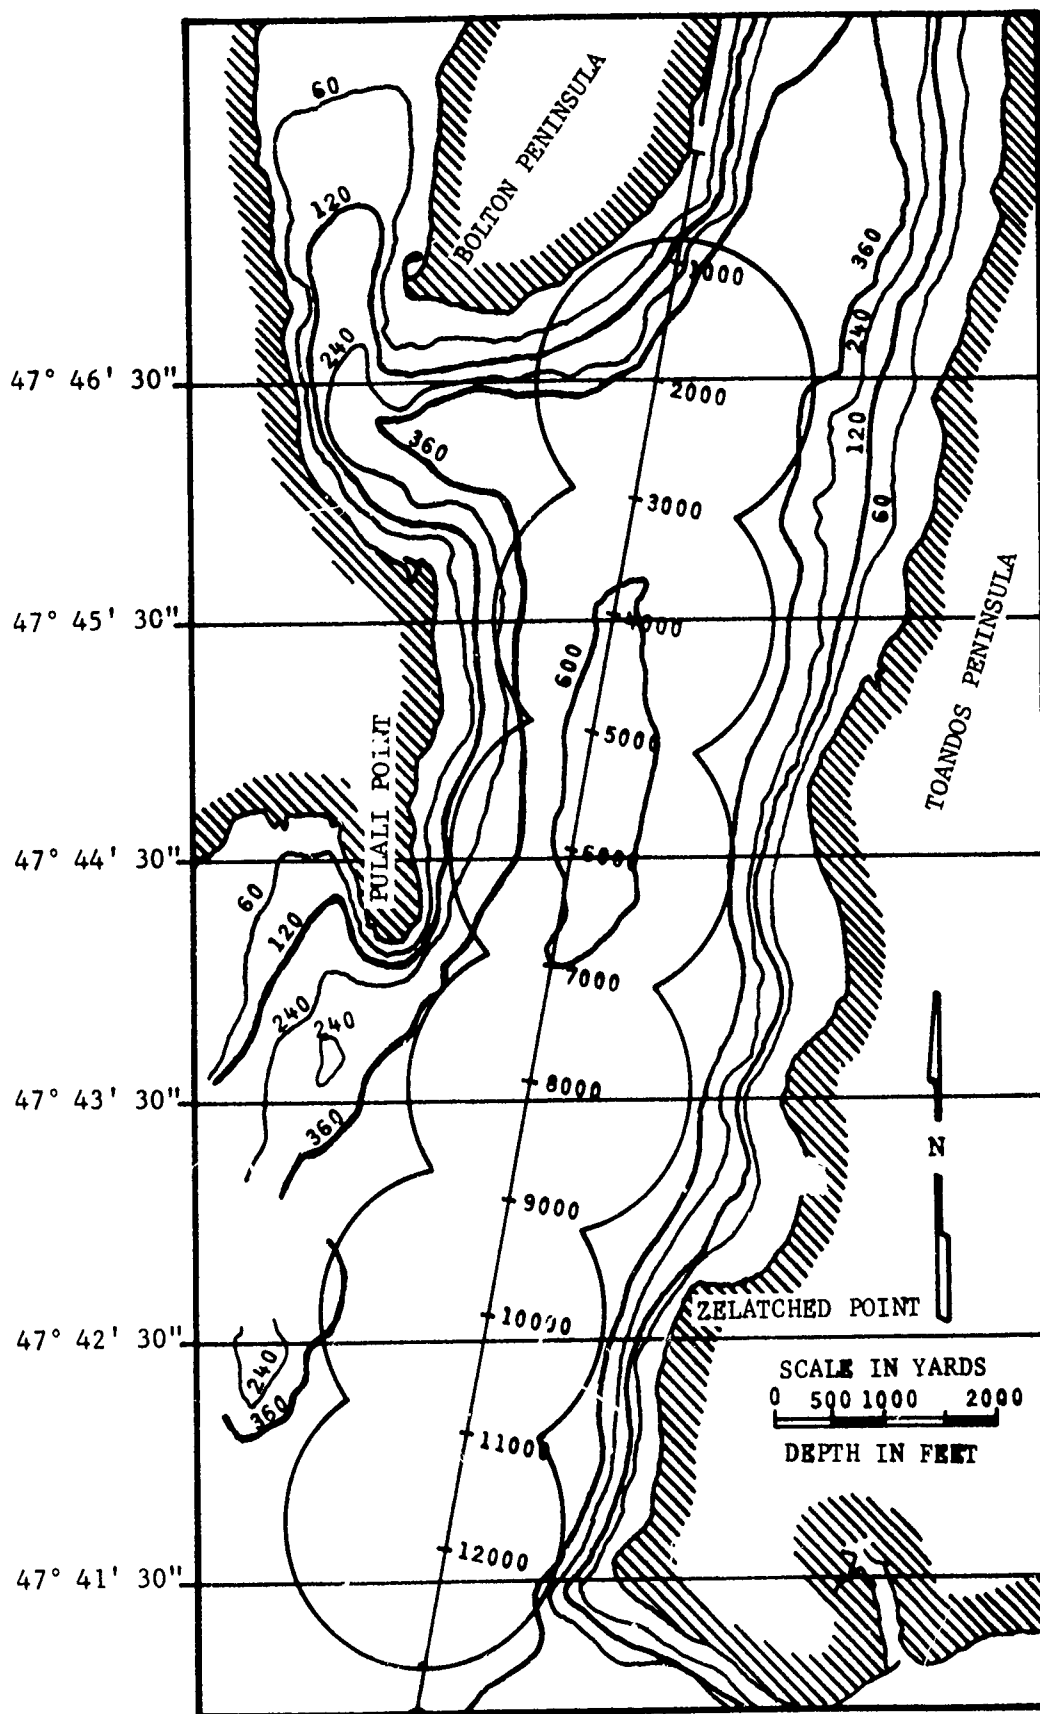 60
BOLTON PENINSULA
120
360
1000
240
240
47° 46' 30"
2000
120
360
60
3000
TOANDOS PENINSULA
47° 45' 30"
4000
600
5000
PULALI POINT
47° 44' 30"
6000
60
120
7000
240
240
47° 43' 30"
8000
360
N
9000
ZELATCHED POINT
10000
47° 42' 30"
240
SCALE IN YARDS
0 500 1000 2000
360
11000
DEPTH IN FEET
12000
47° 41' 30"